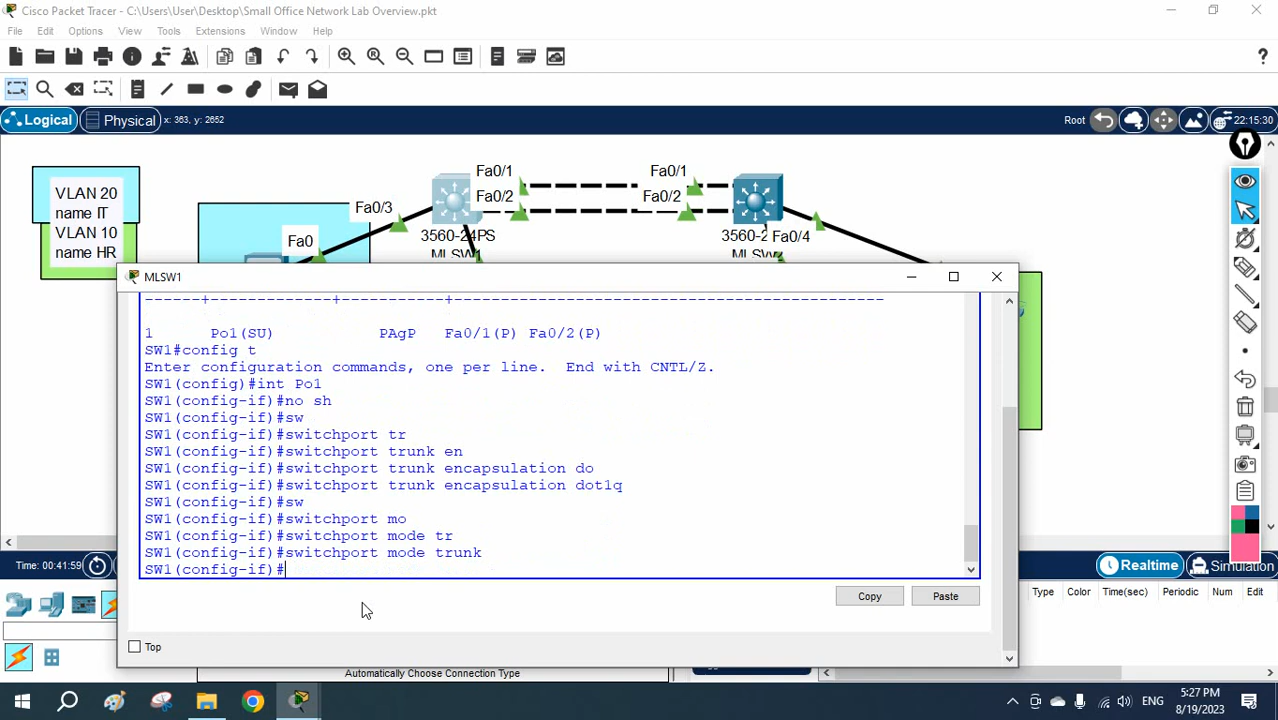 Cisco Packet Tracer - C:\Users\User\Desktop\Small Office Network Lab Overview.pkt
File Edit Options View Tools Extensions Window Help
Logical Physical x: 363, y: 2652 Root 22:15:30
VLAN 20
name IT
VLAN 10
name HR
Fa0/1 Fa0/1
Fa0/2 Fa0/2
Fa0/3
Fa0
3560-24PS
MLSW1
3560-2
Fa0/4
MLSW
MLSW1
1 Po1(SU) PAgP Fa0/1(P) Fa0/2(P)
SW1#config t
Enter configuration commands, one per line. End with CNTL/Z.
SW1(config)#int Po1
SW1(config-if)#no sh
SW1(config-if)#sw
SW1(config-if)#switchport tr
SW1(config-if)#switchport trunk en
SW1(config-if)#switchport trunk encapsulation do
SW1(config-if)#switchport trunk encapsulation dot1q
SW1(config-if)#sw
SW1(config-if)#switchport mo
SW1(config-if)#switchport mode tr
SW1(config-if)#switchport mode trunk
SW1(config-if)#
Copy Paste
Top
Time: 00:41:59 Realtime Simulation
Type Color Time(sec) Periodic Num Edit
Automatically Choose Connection Type
ENG
5:27 PM
8/19/2023